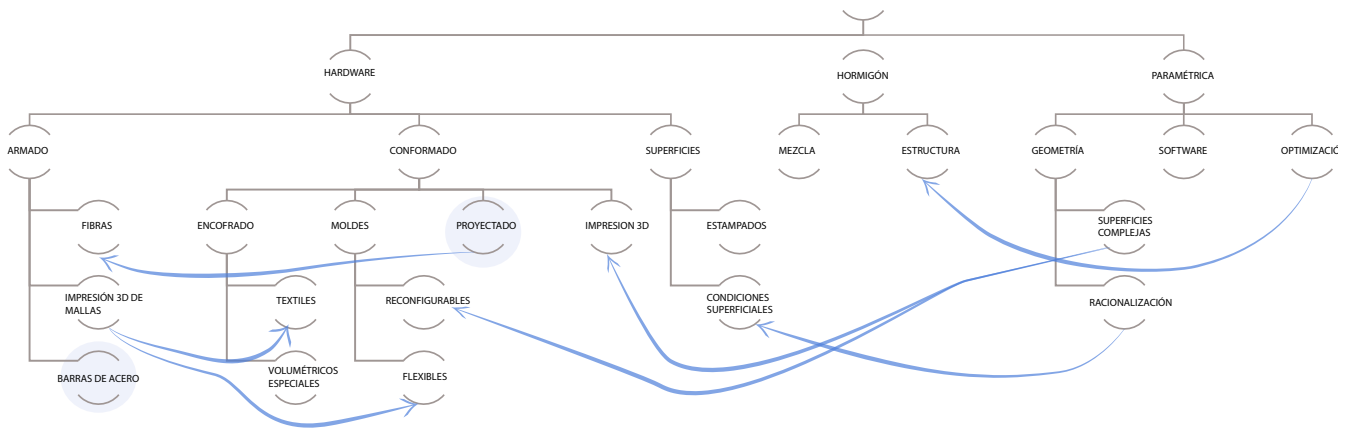 HARDWARE
HORMIGÓN
PARAMÉTRICA
ARMADO
CONFORMADO
SUPERFICIES
MEZCLA
ESTRUCTURA
GEOMETRÍA
SOFTWARE
OPTIMIZACIÓ
FIBRAS
ENCOFRADO
MOLDES
PROYECTADO
IMPRESION 3D
ESTAMPADOS
SUPERFICIES
COMPLEJAS
IMPRESIÓN 3D DE
MALLAS
TEXTILES
RECONFIGURABLES
CONDICIONES
SUPERFICIALES
RACIONALIZACIÓN
BARRAS DE ACERO
VOLUMÉTRICOS
ESPECIALES
FLEXIBLES